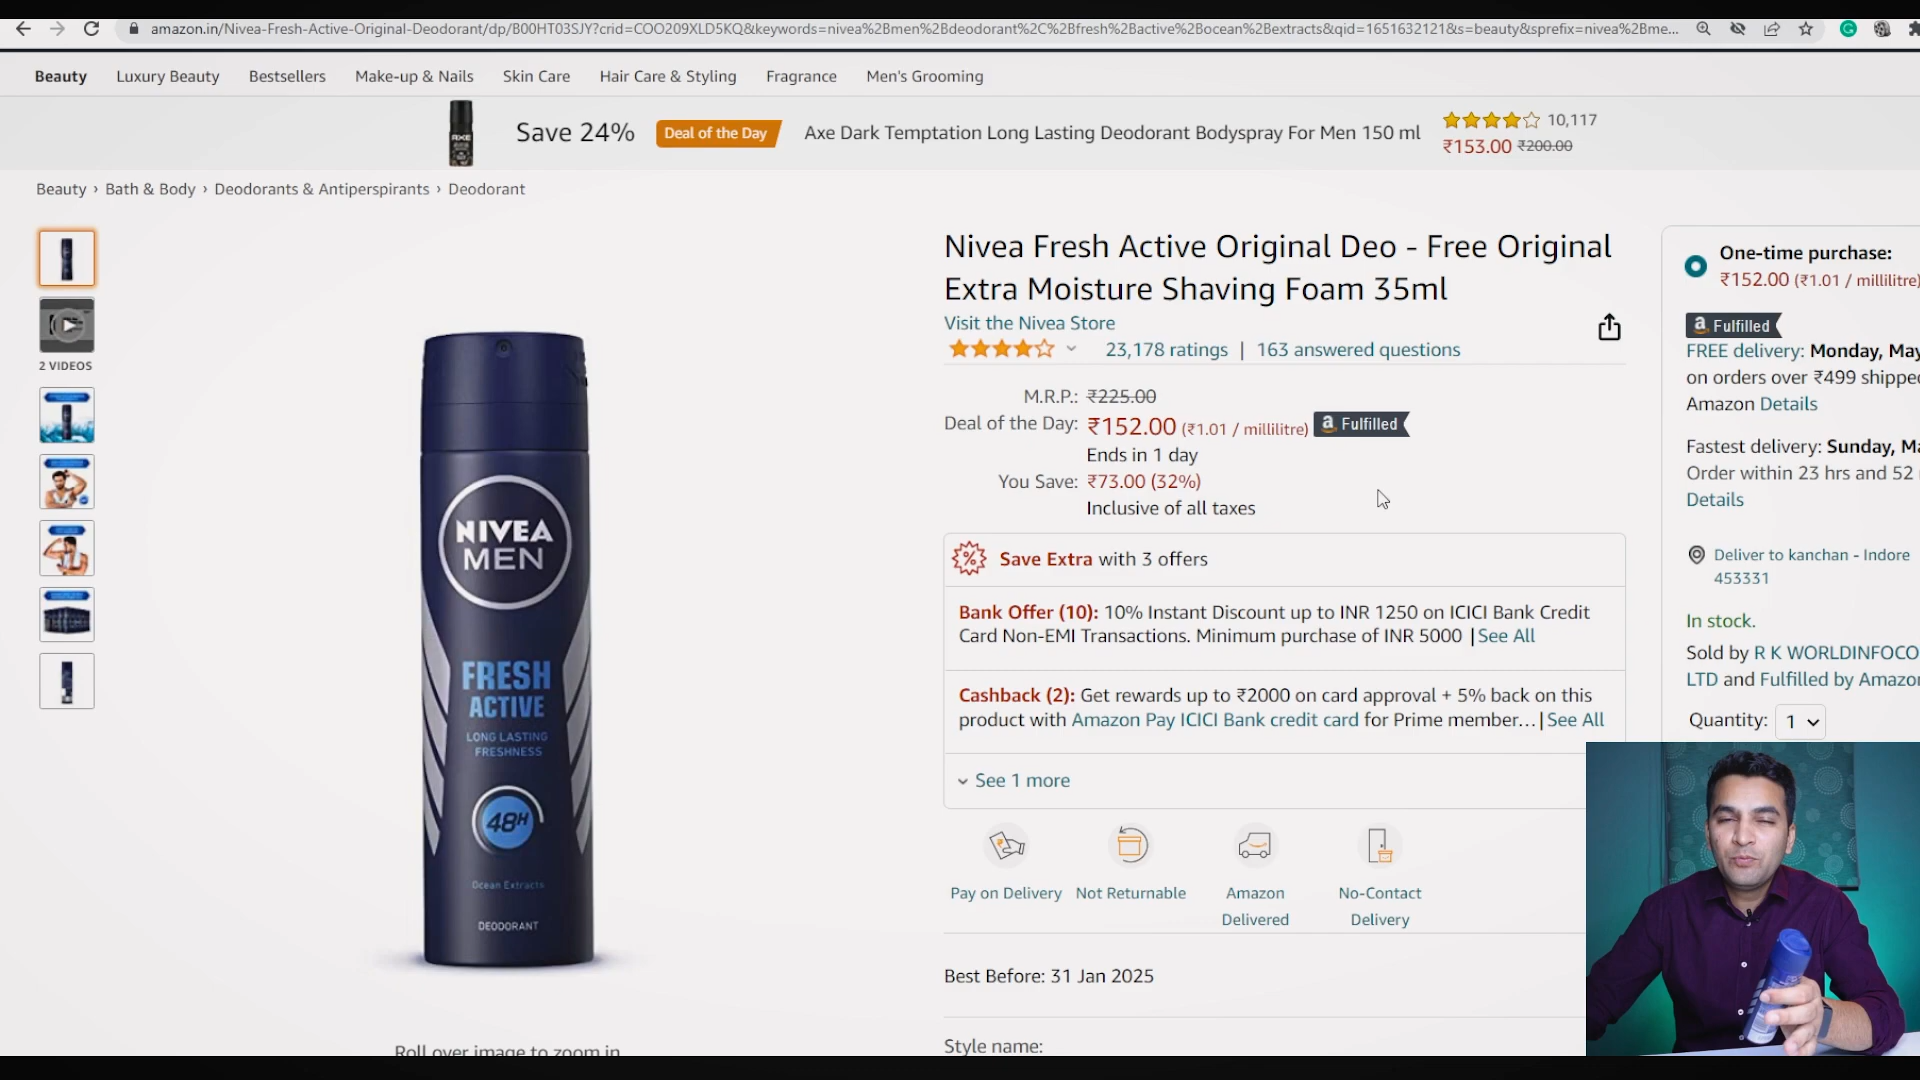 amazon.in/Nivea-Fresh-Active-Original-Deodorant/dp/B00HT03SJY?crid=COO209XLD5KQ&keywords=nivea%2Bmen%2Bdeodorant%2C%2Bfresh%2Bactive%2Bocean%2Bextracts&qid=1651632121&s=beauty&sprefix=nivea%2Bme...
Beauty Luxury Beauty Bestsellers Make-up & Nails Skin Care Hair Care & Styling Fragrance Men's Grooming
AXE
Save 24% Deal of the Day Axe Dark Temptation Long Lasting Deodorant Bodyspray For Men 150 ml
10,117
₹153.00 ₹200.00
Beauty › Bath & Body › Deodorants & Antiperspirants › Deodorant
2 VIDEOS
NIVEA
MEN
FRESH
ACTIVE
LONG LASTING
FRESHNESS
48H
Ocean Extracts
DEODORANT
Roll over image to zoom in
Nivea Fresh Active Original Deo - Free Original
Extra Moisture Shaving Foam 35ml
Visit the Nivea Store
23,178 ratings | 163 answered questions
M.R.P.: ₹225.00
Deal of the Day: ₹152.00 (₹1.01 / millilitre) a Fulfilled
Ends in 1 day
You Save: ₹73.00 (32%)
Inclusive of all taxes
Save Extra with 3 offers
Bank Offer (10): 10% Instant Discount up to INR 1250 on ICICI Bank Credit
Card Non-EMI Transactions. Minimum purchase of INR 5000 | See All
Cashback (2): Get rewards up to ₹2000 on card approval + 5% back on this
product with Amazon Pay ICICI Bank credit card for Prime member... | See All
See 1 more
Pay on Delivery
Not Returnable
Amazon
Delivered
No-Contact
Delivery
Best Before: 31 Jan 2025
Style name:
One-time purchase:
₹152.00 (₹1.01 / millilitre)
a Fulfilled
FREE delivery: Monday, May
on orders over ₹499 shipped
Amazon Details
Fastest delivery: Sunday, Ma
Order within 23 hrs and 52
Details
Deliver to kanchan - Indore
453331
In stock.
Sold by R K WORLDINFOCO
LTD and Fulfilled by Amazon
Quantity: 1